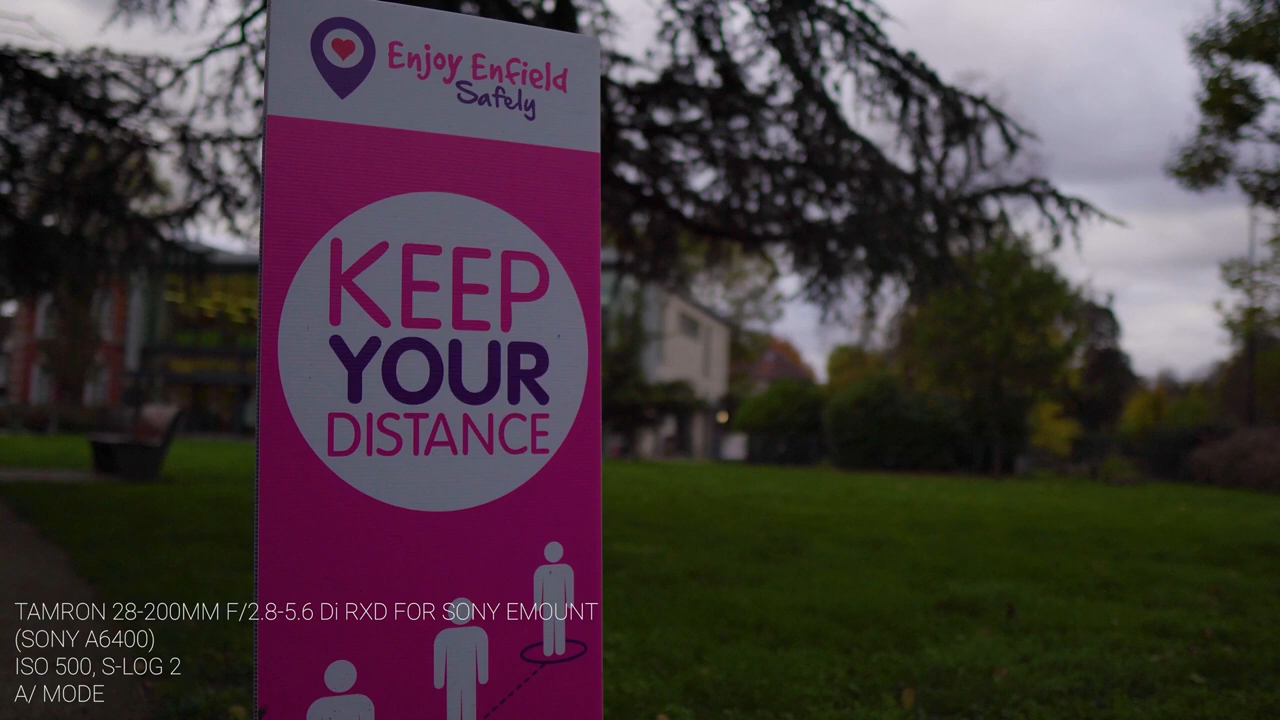 Enjoy Enfield
Safely
KEEP
YOUR
DISTANCE
TAMRON 28-200MM F/2.8-5.6 Di RXD FOR SONY EMOUNT
(SONY A6400)
ISO 500, S-LOG 2
A/ MODE